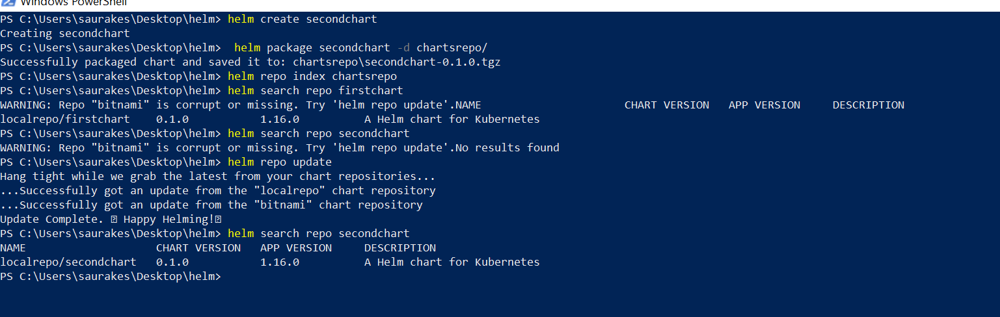 Windows PowerShell
PS C:\Users\saurakes\Desktop\helm> helm create secondchart
Creating secondchart
PS C:\Users\saurakes\Desktop\helm>  helm package secondchart -d chartsrepo/
Successfully packaged chart and saved it to: chartsrepo\secondchart-0.1.0.tgz
PS C:\Users\saurakes\Desktop\helm> helm repo index chartsrepo
PS C:\Users\saurakes\Desktop\helm> helm search repo firstchart
WARNING: Repo "bitnami" is corrupt or missing. Try 'helm repo update'.NAME                      CHART VERSION   APP VERSION     DESCRIPTION
localrepo/firstchart    0.1.0           1.16.0          A Helm chart for Kubernetes
PS C:\Users\saurakes\Desktop\helm> helm search repo secondchart
WARNING: Repo "bitnami" is corrupt or missing. Try 'helm repo update'.No results found
PS C:\Users\saurakes\Desktop\helm> helm repo update
Hang tight while we grab the latest from your chart repositories...
...Successfully got an update from the "localrepo" chart repository
...Successfully got an update from the "bitnami" chart repository
Update Complete. ⍰ Happy Helming!⍰
PS C:\Users\saurakes\Desktop\helm> helm search repo secondchart
NAME                    CHART VERSION   APP VERSION     DESCRIPTION
localrepo/secondchart   0.1.0           1.16.0          A Helm chart for Kubernetes
PS C:\Users\saurakes\Desktop\helm>